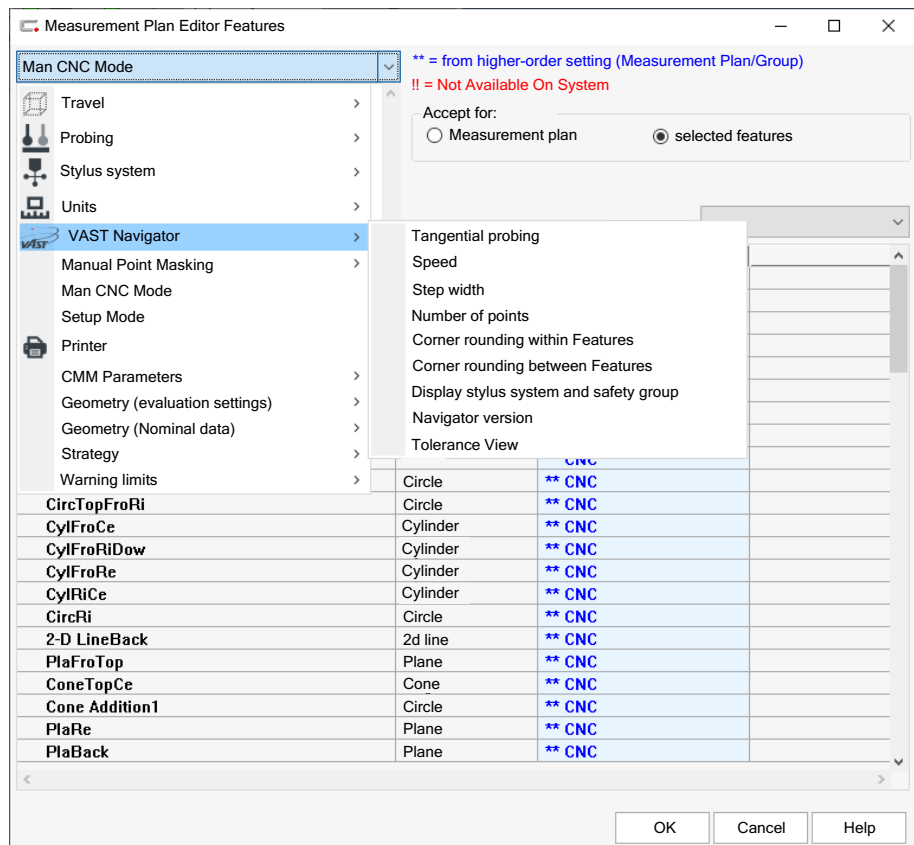 Measurement Plan Editor Features
Man CNC Mode
** = from higher-order setting (Measurement Plan/Group)
!! = Not Available On System
Accept for:
Measurement plan
selected features
Travel
Probing
Stylus system
Units
VAST
VAST Navigator
Manual Point Masking
Man CNC Mode
Setup Mode
Printer
CMM Parameters
Geometry (evaluation settings)
Geometry (Nominal data)
Strategy
Warning limits
Tangential probing
Speed
Step width
Number of points
Corner rounding within Features
Corner rounding between Features
Display stylus system and safety group
Navigator version
Tolerance View
CNC
Circle ** CNC
CircTopFroRi Circle ** CNC
CylFroCe Cylinder ** CNC
CylFroRiDow Cylinder ** CNC
CylFroRe Cylinder ** CNC
CylRiCe Cylinder ** CNC
CircRi Circle ** CNC
2-D LineBack 2d line ** CNC
PlaFroTop Plane ** CNC
ConeTopCe Cone ** CNC
Cone Addition1 Circle ** CNC
PlaRe Plane ** CNC
PlaBack Plane ** CNC
OK Cancel Help